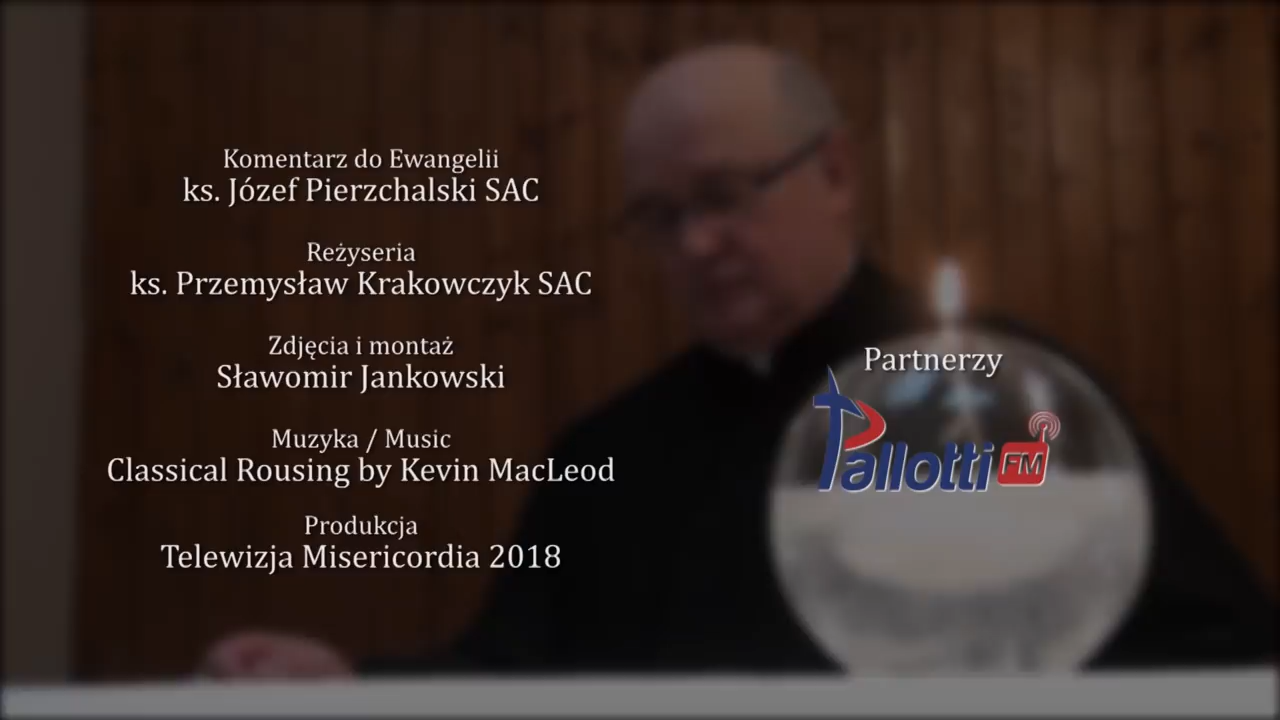 Komentarz do Ewangelii
ks. Józef Pierzchalski SAC
Reżyseria
ks. Przemysław Krakowczyk SAC
Zdjęcia i montaż
Sławomir Jankowski
Muzyka / Music
Classical Rousing by Kevin MacLeod
Produkcja
Telewizja Misericordia 2018
Partnerzy
Pallotti FM